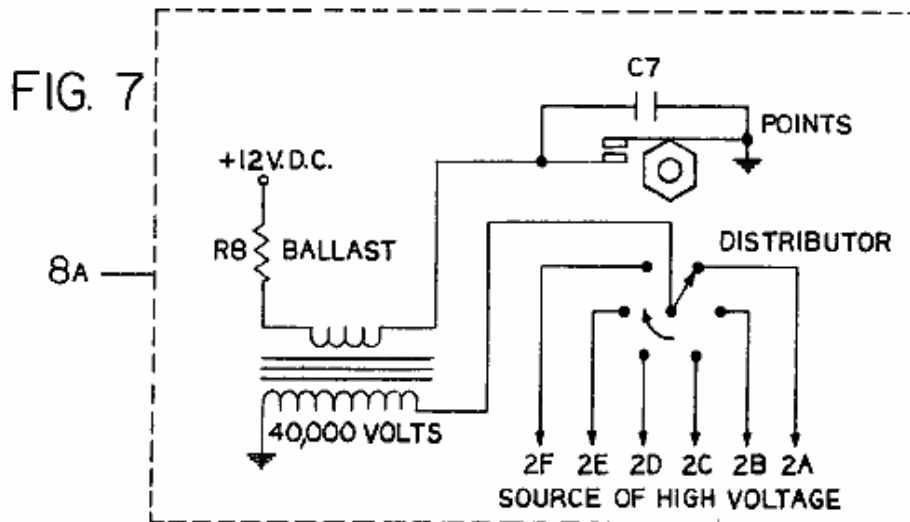 FIG. 7
C7
POINTS
+12V.D.C.
R8 BALLAST
DISTRIBUTOR
8A
40,000 VOLTS
2F 2E 2D 2C 2B 2A
SOURCE OF HIGH VOLTAGE